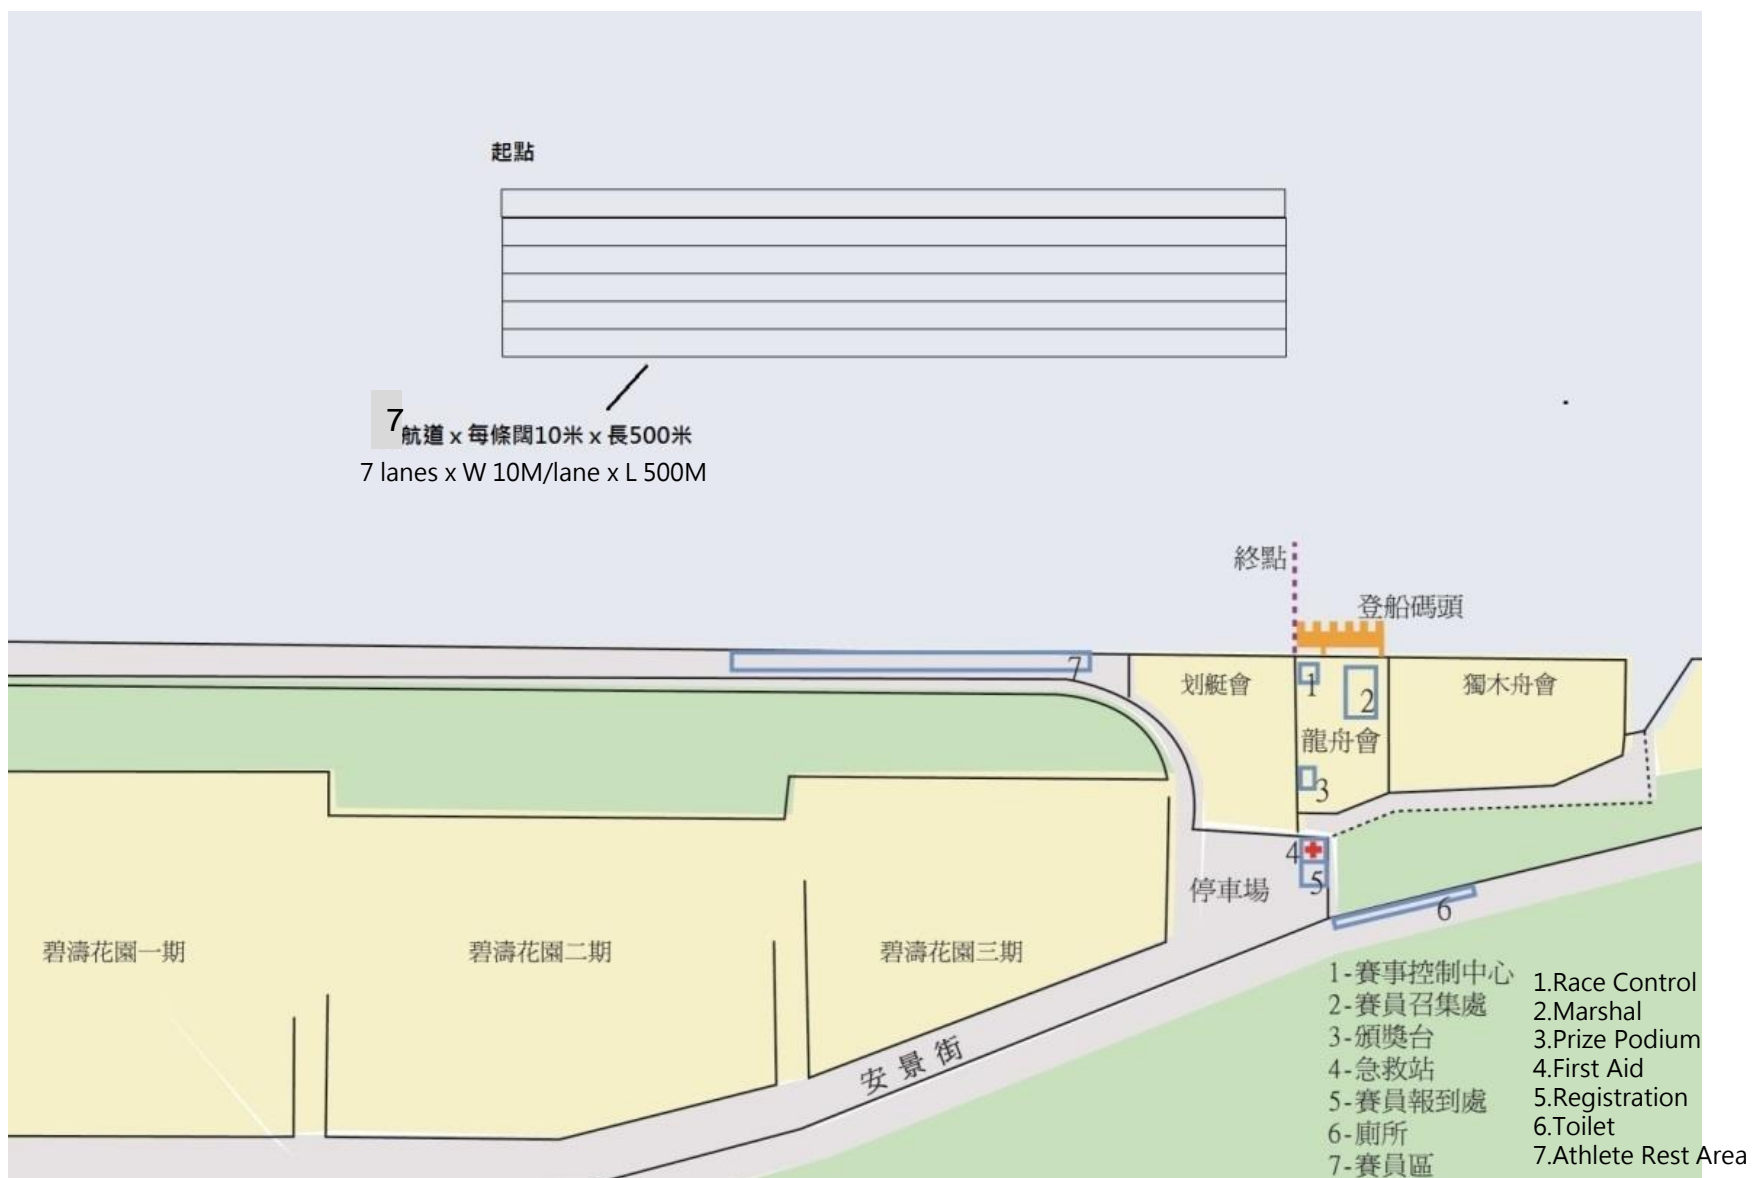 起點
7航道 x 每條闊10米 x 長500米
7 lanes x W 10M/lane x L 500M
終點
登船碼頭
7
划艇會
1
2
獨木舟會
龍舟會
3
4
5
停車場
6
碧濤花園一期
碧濤花園二期
碧濤花園三期
安景街
1-賽事控制中心
2-賽員召集處
3-頒獎台
4-急救站
5-賽員報到處
6-廁所
7-賽員區
1.Race Control
2.Marshal
3.Prize Podium
4.First Aid
5.Registration
6.Toilet
7.Athlete Rest Area